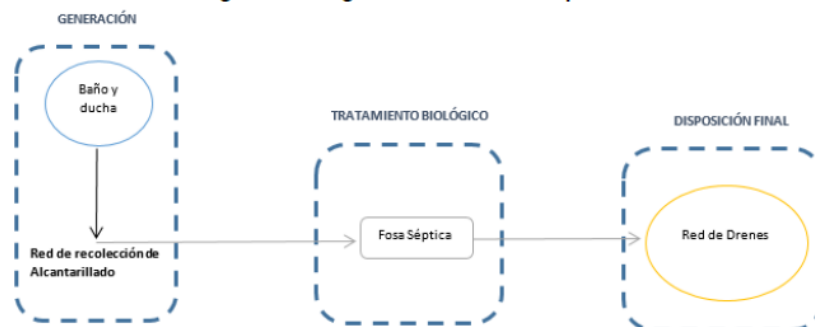 GENERACIÓN
Baño y
ducha
Red de recolección de
Alcantarillado
TRATAMIENTO BIOLÓGICO
Fosa Séptica
DISPOSICIÓN FINAL
Red de Drenes